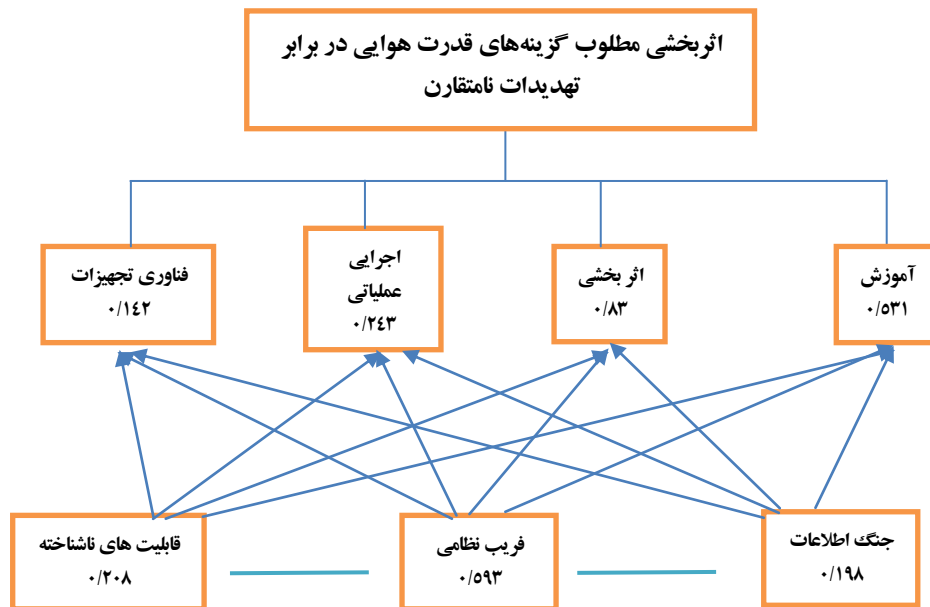 اثربخشی مطلوب گزینه‌های قدرت هوایی در برابر
تهدیدات نامتقارن
آموزش
۰/۵۳۱
اثر بخشی
۰/۸۳
اجرایی
عملیاتی
۰/۲۴۳
فناوری تجهیزات
۰/۱۴۲
جنگ اطلاعات
۰/۱۹۸
فریب نظامی
۰/۵۹۳
قابلیت های ناشناخته
۰/۲۰۸